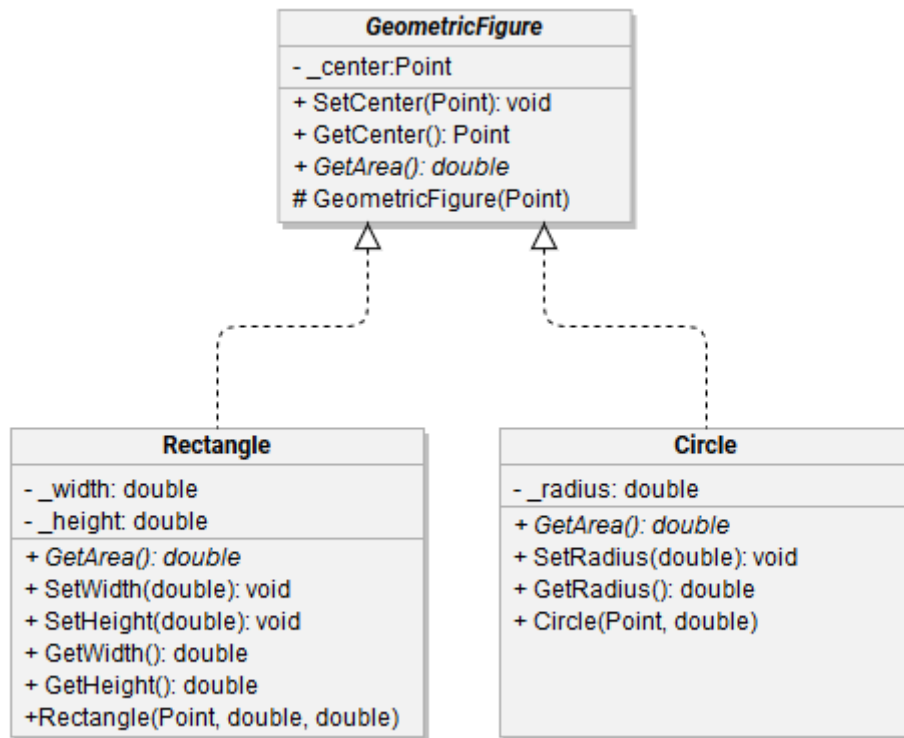 GeometricFigure
- _center:Point
+ SetCenter(Point): void
+ GetCenter(): Point
+ GetArea(): double
# GeometricFigure(Point)
Rectangle
- _width: double
- _height: double
+ GetArea(): double
+ SetWidth(double): void
+ SetHeight(double): void
+ GetWidth(): double
+ GetHeight(): double
+Rectangle(Point, double, double)
Circle
- _radius: double
+ GetArea(): double
+ SetRadius(double): void
+ GetRadius(): double
+ Circle(Point, double)